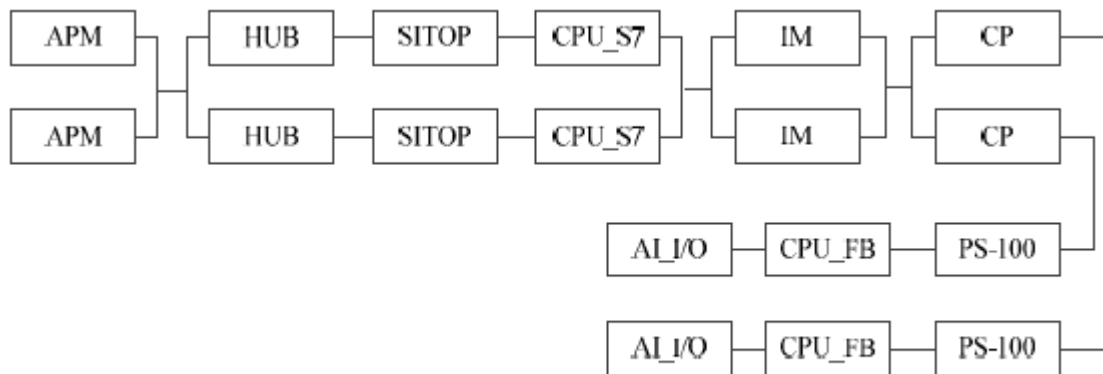 APM HUB SITOP CPU_S7 IM CP
APM HUB SITOP CPU_S7 IM CP
AI_I/O CPU_FB PS-100
AI_I/O CPU_FB PS-100